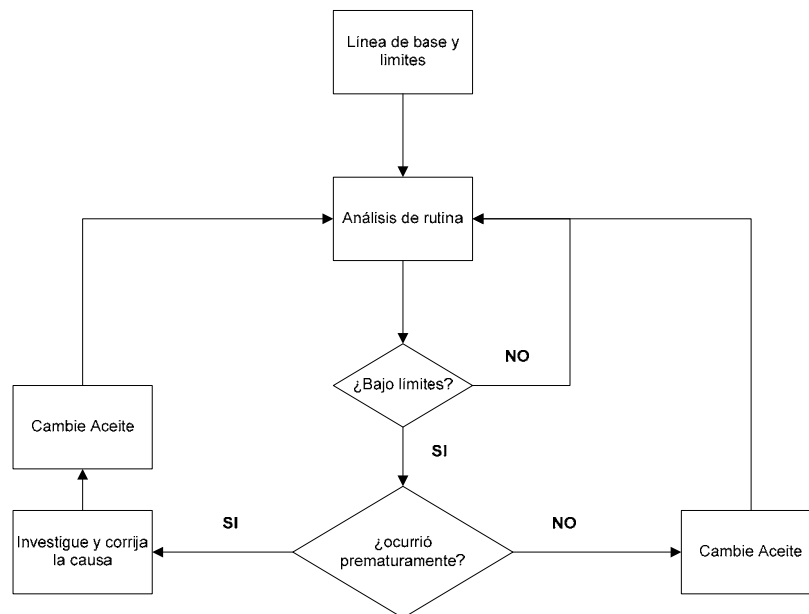 Línea de base y
limites
Análisis de rutina
¿Bajo límites?
NO
SI
Cambie Aceite
Investigue y corrija
la causa
SI
¿ocurrió
prematuramente?
NO
Cambie Aceite